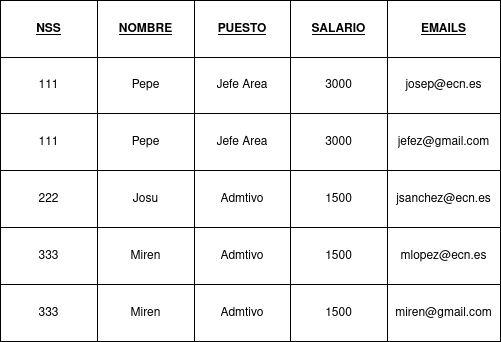 NSS NOMBRE PUESTO SALARIO EMAILS
111 Pepe Jefe Area 3000 josep@ecn.es
111 Pepe Jefe Area 3000 jefez@gmail.com
222 Josu Admtivo 1500 jsanchez@ecn.es
333 Miren Admtivo 1500 mlopez@ecn.es
333 Miren Admtivo 1500 miren@gmail.com